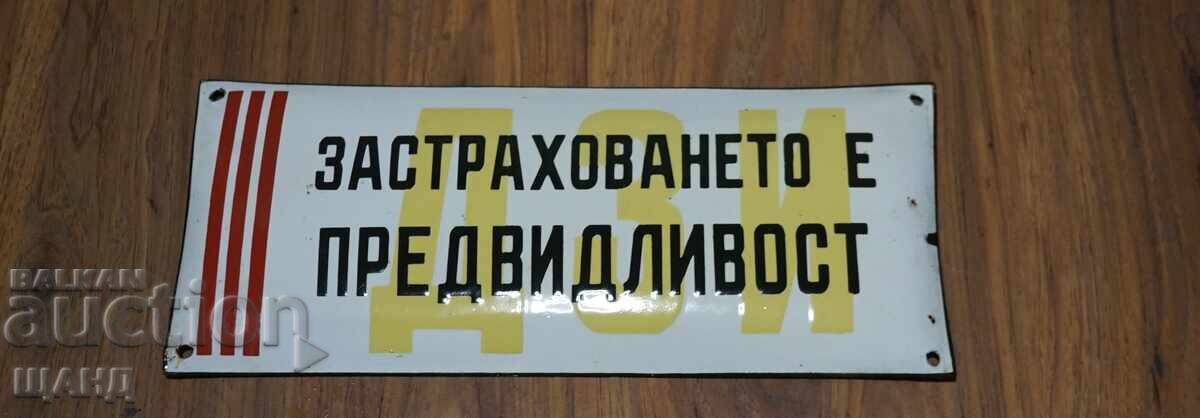 ДЗИ
ЗАСТРАХОВАНЕТО Е
ПРЕДВИДЛИВОСТ
BALKAN
auction
ШАНД